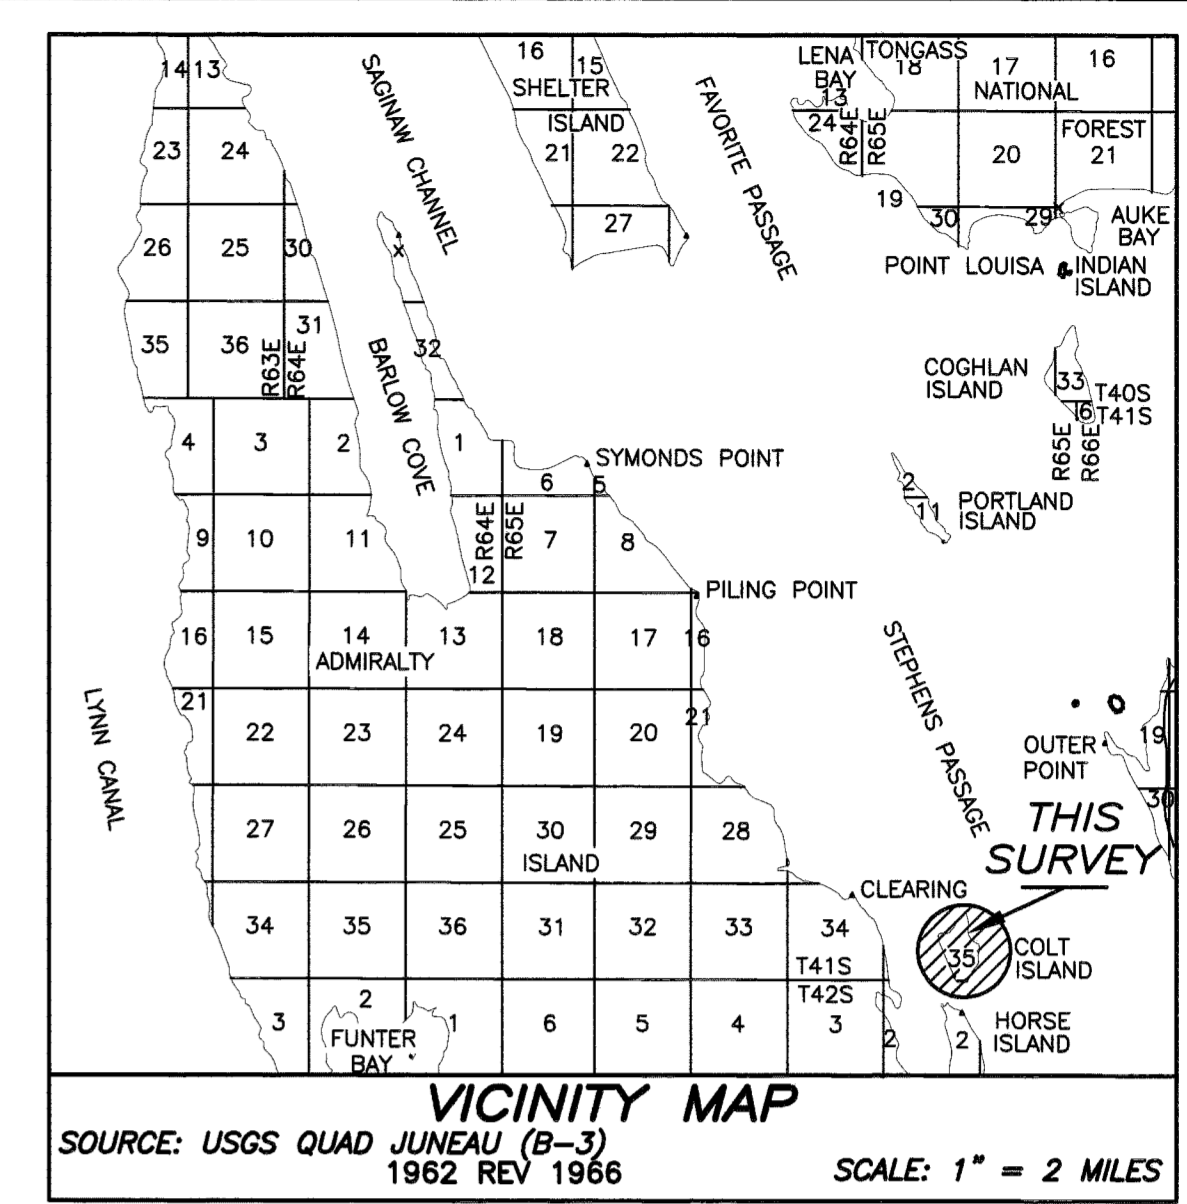 14 13
16
15
LENA
BAY
TONGASS
18
17
16
SAGINAW CHANNEL
SHELTER
ISLAND
FAVORITE PASSAGE
NATIONAL
FOREST
13
24
R64E
R65E
23
24
21
22
20
21
19
30
29
AUKE
BAY
26
25
30
X
27
POINT LOUISA
INDIAN
ISLAND
35
36
31
R63E
R64E
32
BARLOW COVE
COGHLAN
ISLAND
33
T40S
6
T41S
R65E
R66E
4
3
2
1
SYMONDS POINT
6
5
2
11
PORTLAND
ISLAND
9
10
11
R64E
R65E
7
8
12
PILING POINT
16
15
14
13
18
17
16
ADMIRALTY
STEPHENS PASSAGE
LYNN CANAL
21
22
23
24
19
20
21
OUTER
POINT
19
30
27
26
25
30
29
28
ISLAND
THIS
SURVEY
CLEARING
34
35
36
31
32
33
34
35
COLT
ISLAND
T41S
T42S
3
2
1
6
5
4
3
2
2
HORSE
ISLAND
FUNTER
BAY
VICINITY MAP
SOURCE: USGS QUAD JUNEAU (B-3)
1962 REV 1966
SCALE: 1" = 2 MILES